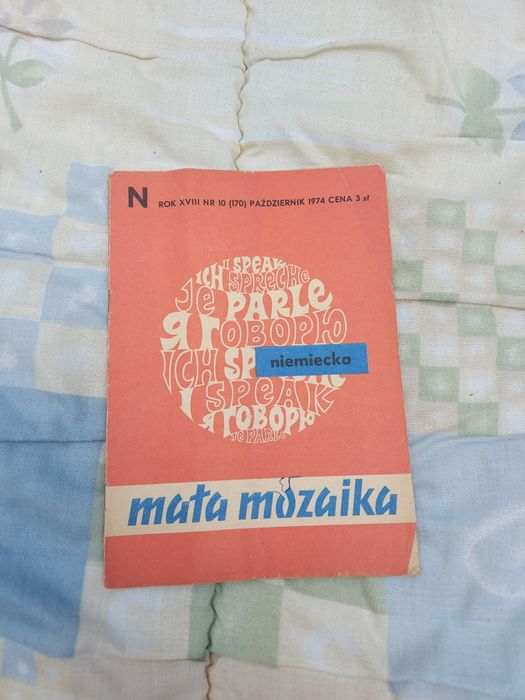 N ROK XVIII NR 10 (170) PAŹDZIERNIK 1974 CENA 3 zł
I SPEAK
ICH SPRECHE
JE PARLE
Я ГОВОРЮ
ICH SP
niemiecka
I SPEAK
Я ГОВОРЮ
JE PARLE
mała mozaika